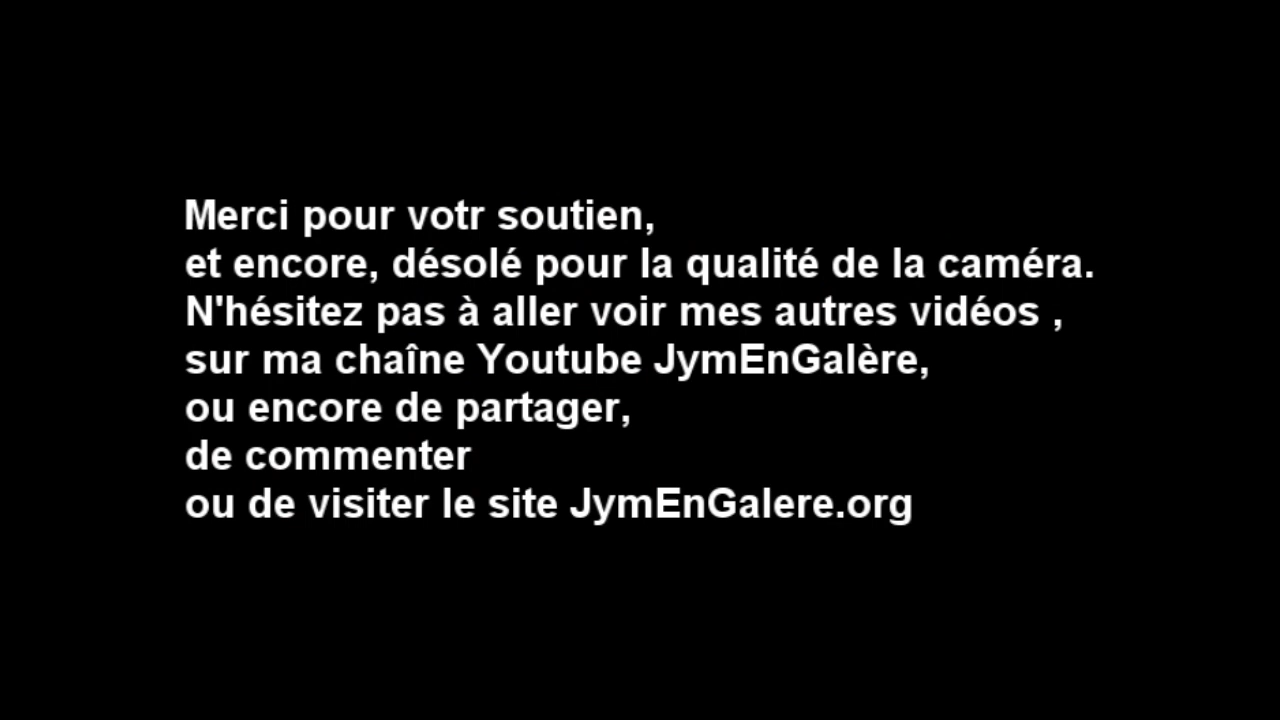 Merci pour votr soutien,
et encore, désolé pour la qualité de la caméra.
N'hésitez pas à aller voir mes autres vidéos ,
sur ma chaîne Youtube JymEnGalère,
ou encore de partager,
de commenter
ou de visiter le site JymEnGalere.org